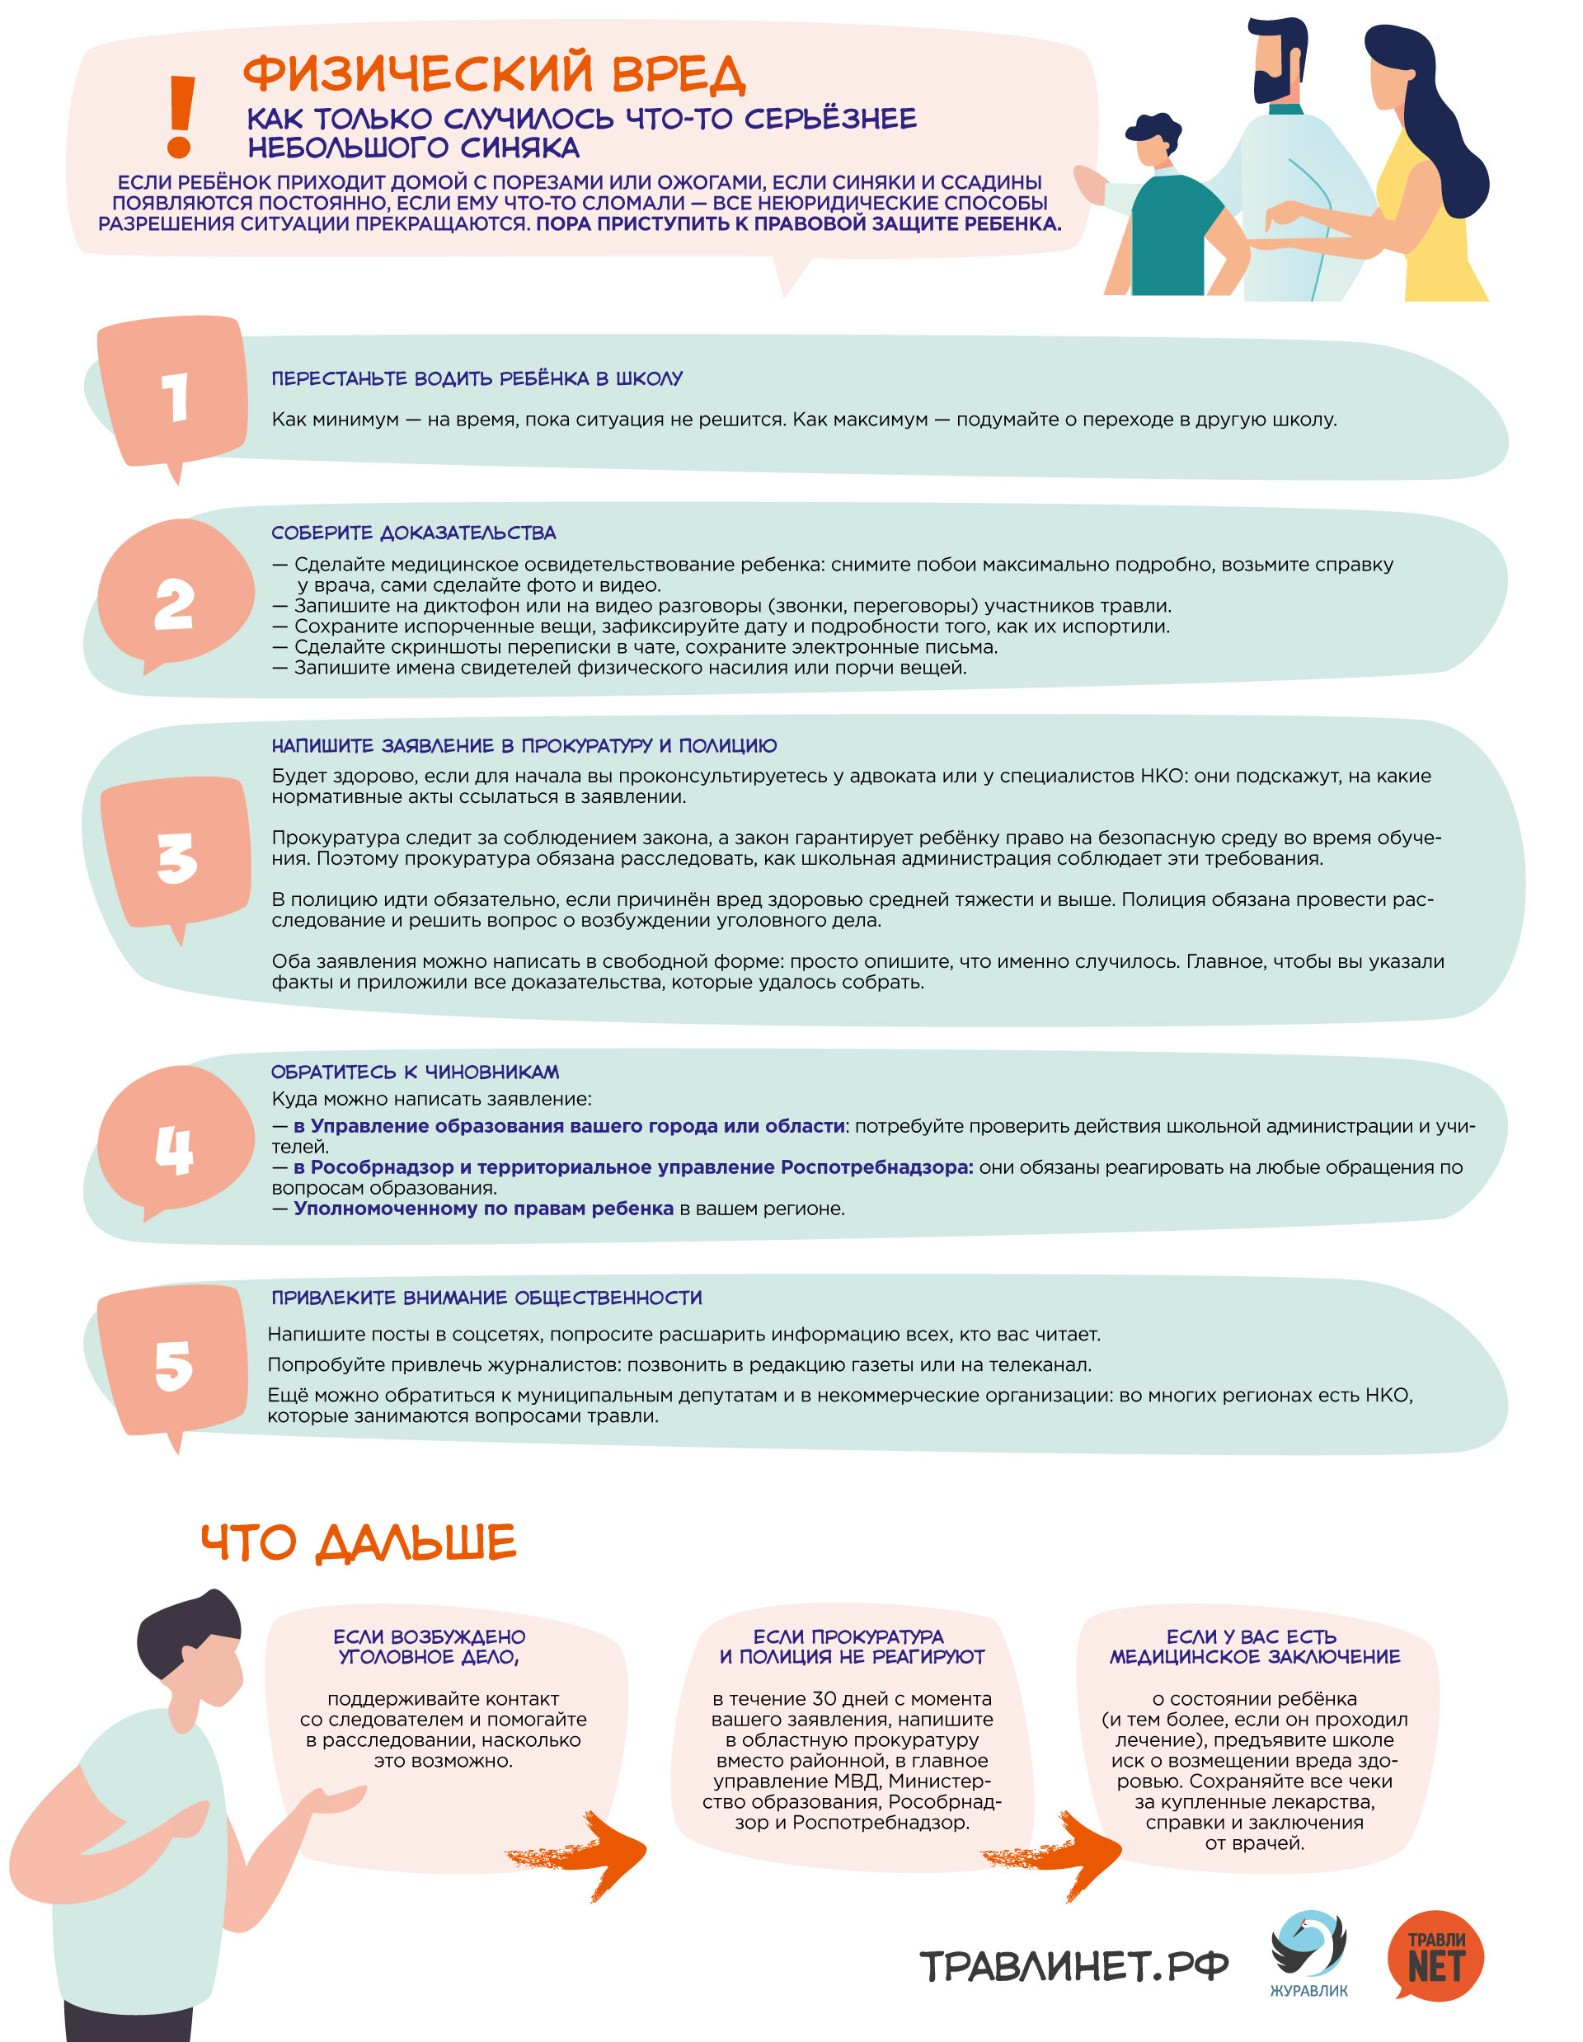 !
ФИЗИЧЕСКИЙ ВРЕД
КАК ТОЛЬКО СЛУЧИЛОСЬ ЧТО-ТО СЕРЬЁЗНЕЕ
НЕБОЛЬШОГО СИНЯКА
ЕСЛИ РЕБЁНОК ПРИХОДИТ ДОМОЙ С ПОРЕЗАМИ ИЛИ ОЖОГАМИ, ЕСЛИ СИНЯКИ И ССАДИНЫ
ПОЯВЛЯЮТСЯ ПОСТОЯННО, ЕСЛИ ЕМУ ЧТО-ТО СЛОМАЛИ — ВСЕ НЕЮРИДИЧЕСКИЕ СПОСОБЫ
РАЗРЕШЕНИЯ СИТУАЦИИ ПРЕКРАЩАЮТСЯ. ПОРА ПРИСТУПИТЬ К ПРАВОВОЙ ЗАЩИТЕ РЕБЕНКА.
1
ПЕРЕСТАНЬТЕ ВОДИТЬ РЕБЁНКА В ШКОЛУ
Как минимум — на время, пока ситуация не решится. Как максимум — подумайте о переходе в другую школу.
2
СОБЕРИТЕ ДОКАЗАТЕЛЬСТВА
— Сделайте медицинское освидетельствование ребенка: снимите побои максимально подробно, возьмите справку
у врача, сами сделайте фото и видео.
— Запишите на диктофон или на видео разговоры (звонки, переговоры) участников травли.
— Сохраните испорченные вещи, зафиксируйте дату и подробности того, как их испортили.
— Сделайте скриншоты переписки в чате, сохраните электронные письма.
— Запишите имена свидетелей физического насилия или порчи вещей.
3
НАПИШИТЕ ЗАЯВЛЕНИЕ В ПРОКУРАТУРУ И ПОЛИЦИЮ
Будет здорово, если для начала вы проконсультируетесь у адвоката или у специалистов НКО: они подскажут, на какие
нормативные акты ссылаться в заявлении.
Прокуратура следит за соблюдением закона, а закон гарантирует ребёнку право на безопасную среду во время обуче-
ния. Поэтому прокуратура обязана расследовать, как школьная администрация соблюдает эти требования.
В полицию идти обязательно, если причинён вред здоровью средней тяжести и выше. Полиция обязана провести рас-
следование и решить вопрос о возбуждении уголовного дела.
Оба заявления можно написать в свободной форме: просто опишите, что именно случилось. Главное, чтобы вы указали
факты и приложили все доказательства, которые удалось собрать.
4
ОБРАТИТЕСЬ К ЧИНОВНИКАМ
Куда можно написать заявление:
— в Управление образования вашего города или области: потребуйте проверить действия школьной администрации и учи-
телей.
— в Рособрнадзор и территориальное управление Роспотребнадзора: они обязаны реагировать на любые обращения по
вопросам образования.
— Уполномоченному по правам ребенка в вашем регионе.
5
ПРИВЛЕКИТЕ ВНИМАНИЕ ОБЩЕСТВЕННОСТИ
Напишите посты в соцсетях, попросите расшарить информацию всех, кто вас читает.
Попробуйте привлечь журналистов: позвонить в редакцию газеты или на телеканал.
Ещё можно обратиться к муниципальным депутатам и в некоммерческие организации: во многих регионах есть НКО,
которые занимаются вопросами травли.
ЧТО ДАЛЬШЕ
ЕСЛИ ВОЗБУЖДЕНО
УГОЛОВНОЕ ДЕЛО,
поддерживайте контакт
со следователем и помогайте
в расследовании, насколько
это возможно.
ЕСЛИ ПРОКУРАТУРА
И ПОЛИЦИЯ НЕ РЕАГИРУЮТ
в течение 30 дней с момента
вашего заявления, напишите
в областную прокуратуру
вместо районной, в главное
управление МВД, Министер-
ство образования, Рособрнад-
зор и Роспотребнадзор.
ЕСЛИ У ВАС ЕСТЬ
МЕДИЦИНСКОЕ ЗАКЛЮЧЕНИЕ
о состоянии ребёнка
(и тем более, если он проходил
лечение), предъявите школе
иск о возмещении вреда здо-
ровью. Сохраняйте все чеки
за купленные лекарства,
справки и заключения
от врачей.
ТРАВЛИНЕТ.РФ
ЖУРАВЛИК
ТРАВЛИ
NET